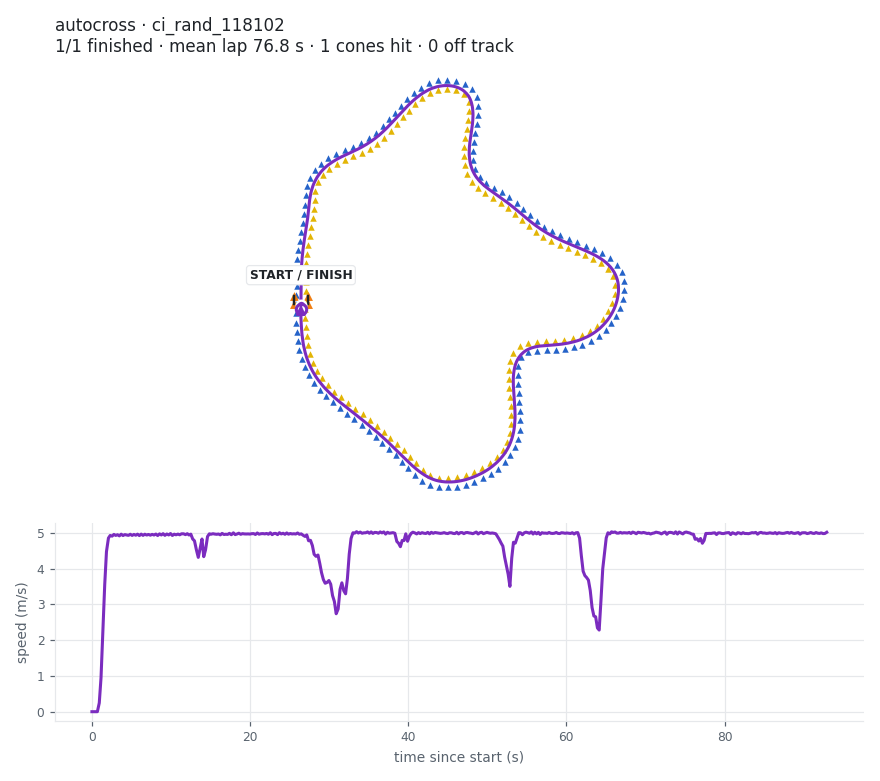 autocross · ci_rand_118102
1/1 finished · mean lap 76.8 s · 1 cones hit · 0 off track
START / FINISH
5
4
3
2
1
0
speed (m/s)
0 20 40 60 80
time since start (s)